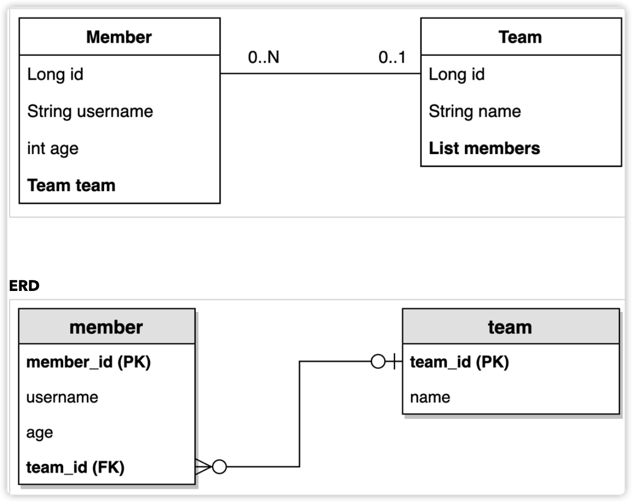 Member
Long id
String username
int age
Team team
0..N
0..1
Team
Long id
String name
List members
ERD
member
member_id (PK)
username
age
team_id (FK)
team
team_id (PK)
name